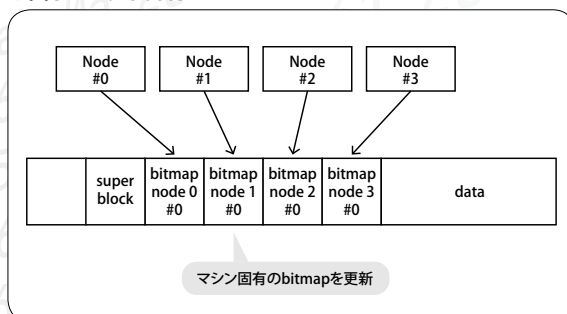 Node
#0
Node
#1
Node
#2
Node
#3
super
block
bitmap
node 0
#0
bitmap
node 1
#0
bitmap
node 2
#0
bitmap
node 3
#0
data
マシン固有のbitmapを更新